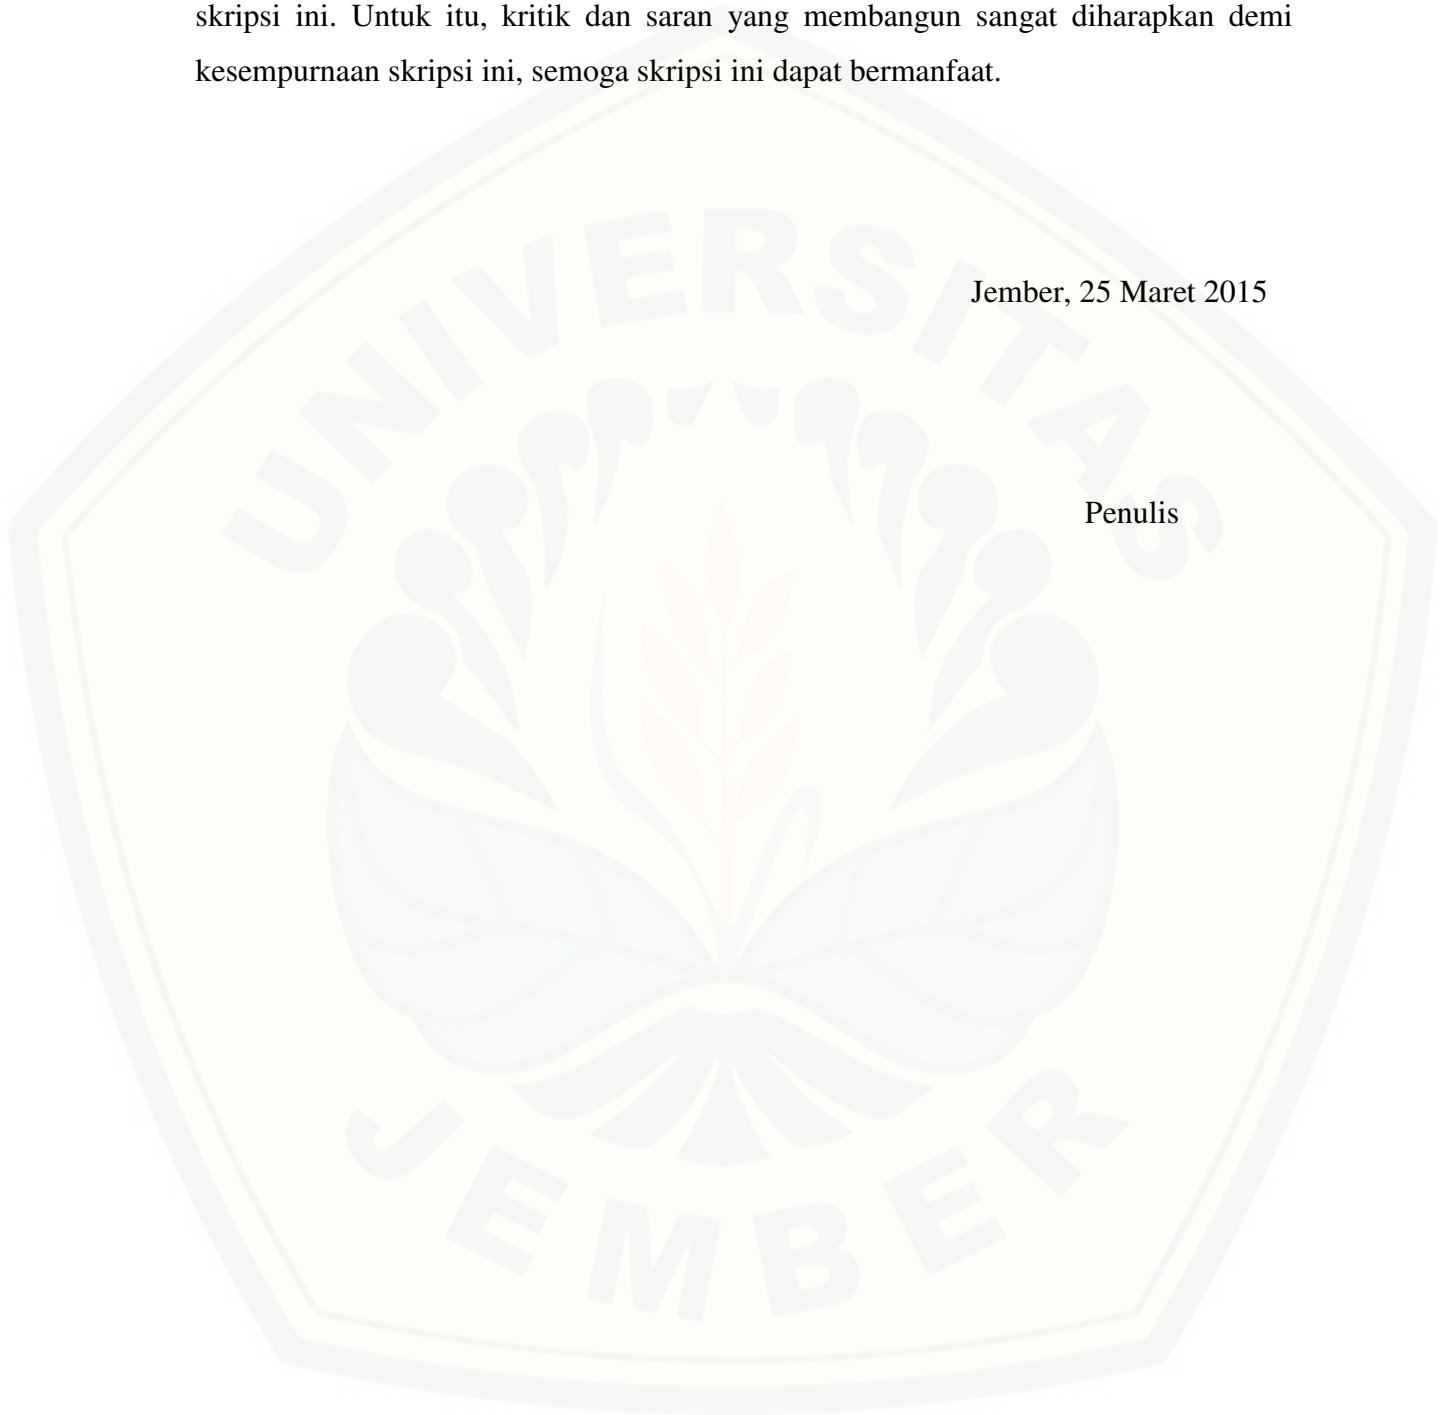 skripsi ini. Untuk itu, kritik dan saran yang membangun sangat diharapkan demi
kesempurnaan skripsi ini, semoga skripsi ini dapat bermanfaat.
Jember, 25 Maret 2015
Penulis
UNIVERSITAS
JEMBER